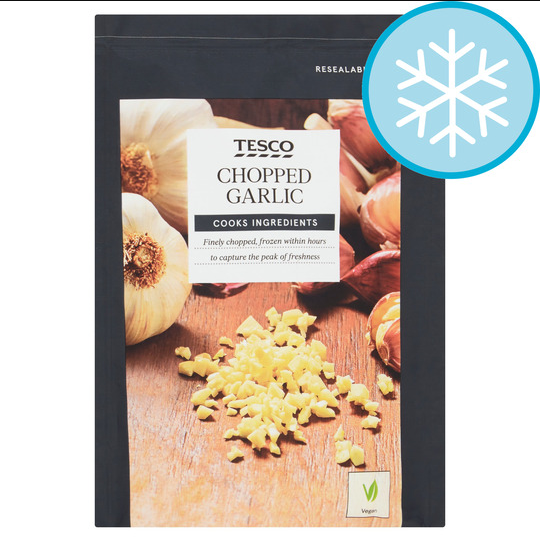 RESEALAB
TESCO
CHOPPED
GARLIC
COOKS INGREDIENTS
Finely chopped, frozen within hours
to capture the peak of freshness
Vegan